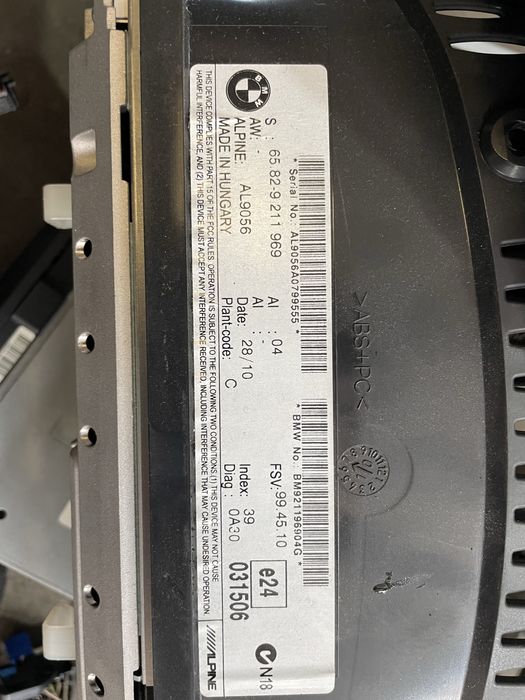 * Serial No.: AL9056A0799555 *
* BMW No.: BM921196904G *
BMW
S : 65 82-9 211 969
AI : 04
FSV:99.45.10
AW: -
AI : -
ALPINE: AL9056
Date: 28/10
Index: 39
MADE IN HUNGARY
Plant-code: C
Diag : 0A30
e24
031506
N18
THIS DEVICE COMPLIES WITH PART 15 OF THE FCC RULES. OPERATION IS SUBJECT TO THE FOLLOWING TWO CONDITIONS.(1) THIS DEVICE MAY NOT CAUSE
HARMFUL INTERFERENCE, AND (2) THIS DEVICE MUST ACCEPT ANY INTERFERENCE RECEIVED, INCLUDING INTERFERENCE THAT MAY CAUSE UNDESIRED OPERATION.
ALPINE
>ABS+PC<